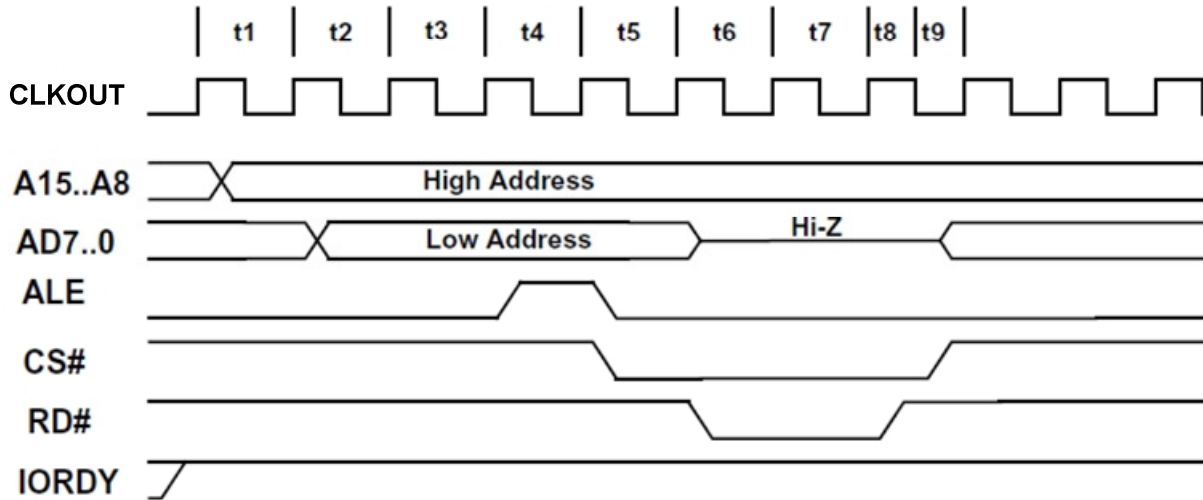 t1 t2 t3 t4 t5 t6 t7 t8 t9
CLKOUT
A15..A8 High Address
AD7..0 Low Address Hi-Z
ALE
CS#
RD#
IORDY